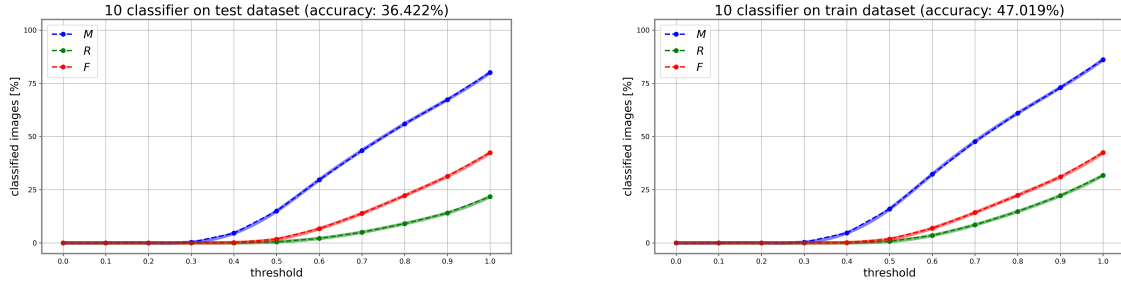 10 classifier on test dataset (accuracy: 36.422%)
M
R
F
classified images [%]
100
75
50
25
0
0.0 0.1 0.2 0.3 0.4 0.5 0.6 0.7 0.8 0.9 1.0
threshold
10 classifier on train dataset (accuracy: 47.019%)
M
R
F
classified images [%]
100
75
50
25
0
0.0 0.1 0.2 0.3 0.4 0.5 0.6 0.7 0.8 0.9 1.0
threshold